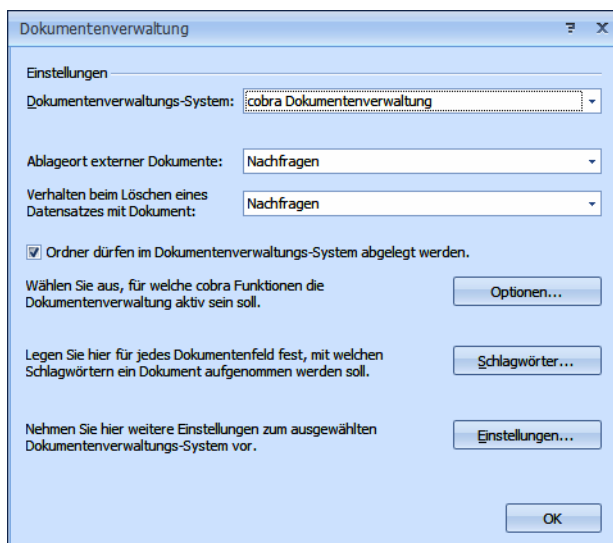 Dokumentenverwaltung
Einstellungen
Dokumentenverwaltungs-System: cobra Dokumentenverwaltung
Ablageort externer Dokumente: Nachfragen
Verhalten beim Löschen eines
Datensatzes mit Dokument: Nachfragen
Ordner dürfen im Dokumentenverwaltungs-System abgelegt werden.
Wählen Sie aus, für welche cobra Funktionen die
Dokumentenverwaltung aktiv sein soll.
Optionen...
Legen Sie hier für jedes Dokumentenfeld fest, mit welchen
Schlagwörtern ein Dokument aufgenommen werden soll.
Schlagwörter...
Nehmen Sie hier weitere Einstellungen zum ausgewählten
Dokumentenverwaltungs-System vor.
Einstellungen...
OK